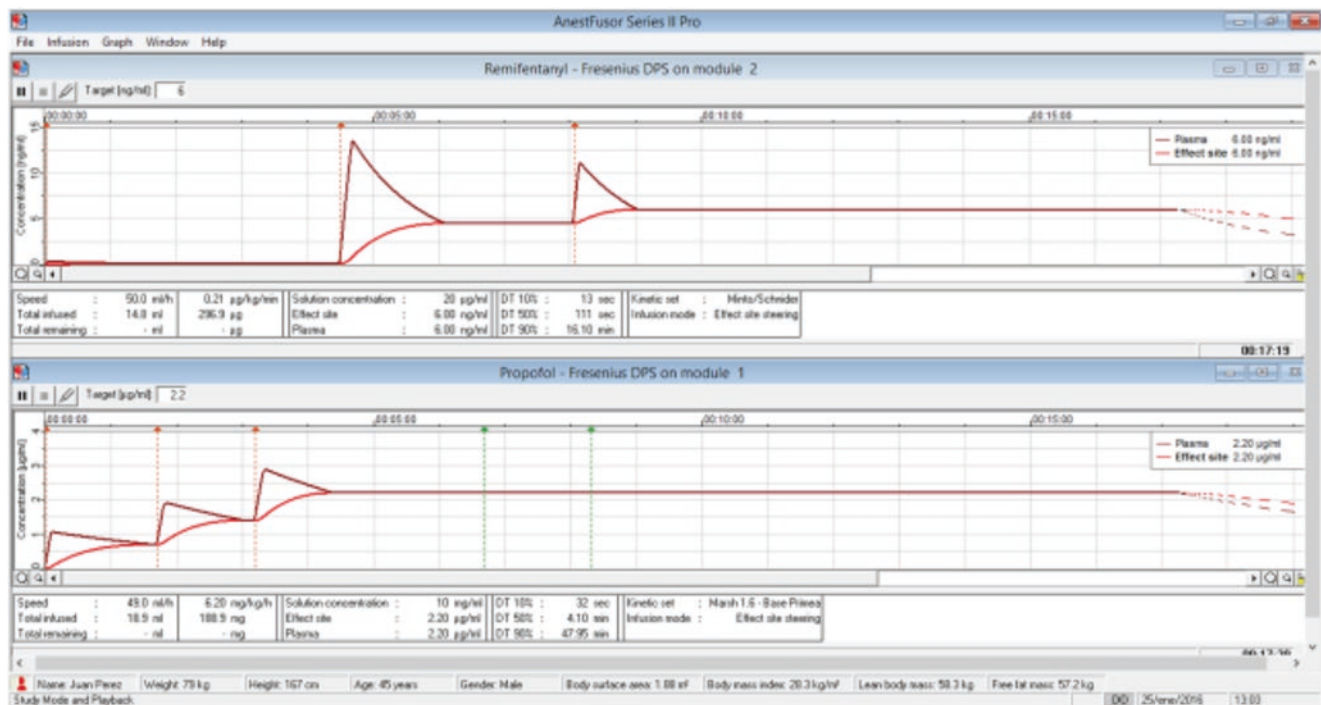 AnestFusor Series II Pro
File Infusion Graph Window Help
Remifentanyl - Fresenius DPS on module 2
Target [ng/ml]: 6
00:00:00 00:05:00 00:10:00 00:15:00
Concentration [ng/ml]
15
10
5
0
Plasma 6.00 ng/ml
Effect site 6.00 ng/ml
Speed : 50.0 ml/h 0.21 µg/kg/min Solution concentration : 20 µg/ml DT 10% : 13 sec Kinetic set : Minto/Schnider
Total infused : 14.8 ml 296.9 µg Effect site : 6.00 ng/ml DT 50% : 111 sec Infusion mode : Effect site steering
Total remaining : - ml - µg Plasma : 6.00 ng/ml DT 90% : 16.10 min
00:17:19
Propofol - Fresenius DPS on module 1
Target [µg/ml]: 2.2
00:00:00 00:05:00 00:10:00 00:15:00
Concentration [µg/ml]
4
3
2
1
0
Plasma 2.20 µg/ml
Effect site 2.20 µg/ml
Speed : 49.0 ml/h 6.20 mg/kg/h Solution concentration : 10 mg/ml DT 10% : 32 sec Kinetic set : Marsh 1.6 - Base Primea
Total infused : 18.9 ml 188.9 mg Effect site : 2.20 µg/ml DT 50% : 4.10 min Infusion mode : Effect site steering
Total remaining : - ml - mg Plasma : 2.20 µg/ml DT 90% : 47.95 min
Name: Juan Perez Weight: 79 kg Height: 167 cm Age: 45 years Gender: Male Body surface area: 1.88 m² Body mass index: 28.3 kg/m² Lean body mass: 58.3 kg Free fat mass: 57.2 kg
Study Mode and Playback 25/ene/2016 13:03